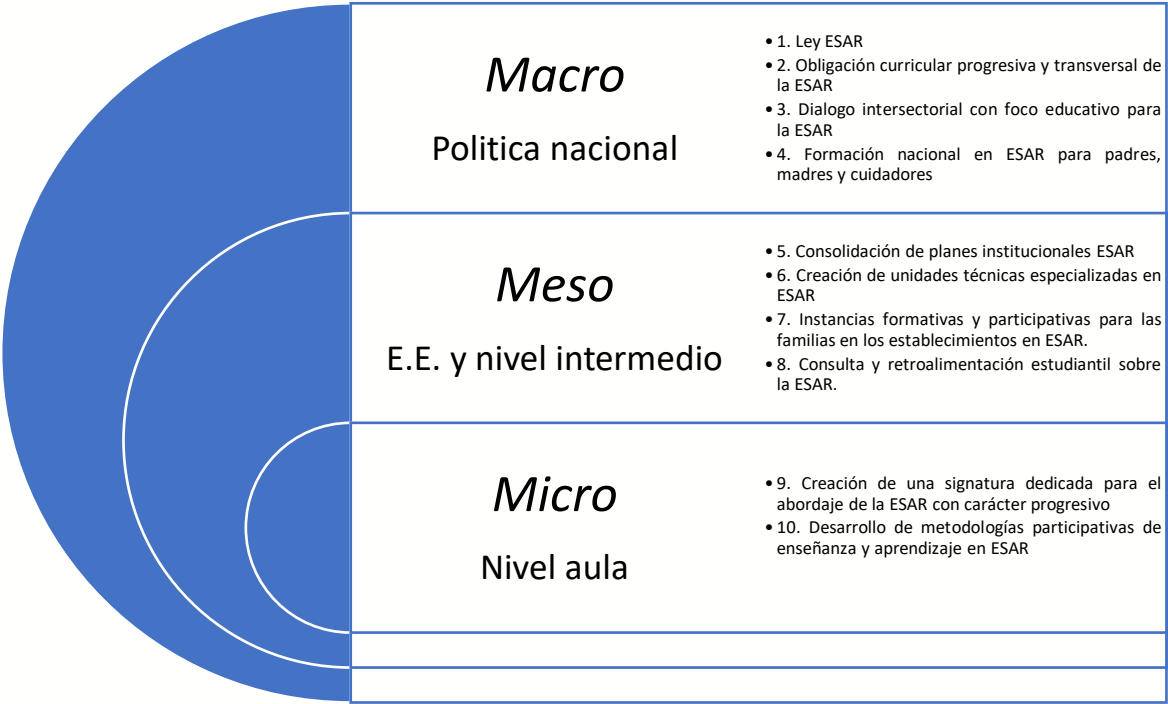 Macro
Politica nacional
• 1. Ley ESAR
• 2. Obligación curricular progresiva y transversal de
la ESAR
• 3. Dialogo intersectorial con foco educativo para
la ESAR
• 4. Formación nacional en ESAR para padres,
madres y cuidadores
Meso
E.E. y nivel intermedio
• 5. Consolidación de planes institucionales ESAR
• 6. Creación de unidades técnicas especializadas en
ESAR
• 7. Instancias formativas y participativas para las
familias en los establecimientos en ESAR.
• 8. Consulta y retroalimentación estudiantil sobre
la ESAR.
Micro
Nivel aula
• 9. Creación de una signatura dedicada para el
abordaje de la ESAR con carácter progresivo
• 10. Desarrollo de metodologías participativas de
enseñanza y aprendizaje en ESAR